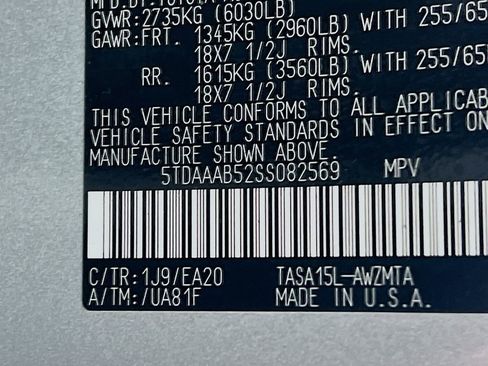 GVWR: 2735KG (6030LB)
GAWR: FRT. 1345KG (2960LB) WITH 255/65
18X7 1/2J RIMS.
RR. 1615KG (3560LB) WITH 255/65
18X7 1/2J RIMS.
THIS VEHICLE CONFORMS TO ALL APPLICAB
VEHICLE SAFETY STANDARDS IN EFFECT ON
MANUFACTURE SHOWN ABOVE.
5TDAAAB52SS082569 MPV
C/TR: 1J9/EA20 TASA15L-AWZMTA
A/TM: /UA81F MADE IN U.S.A.